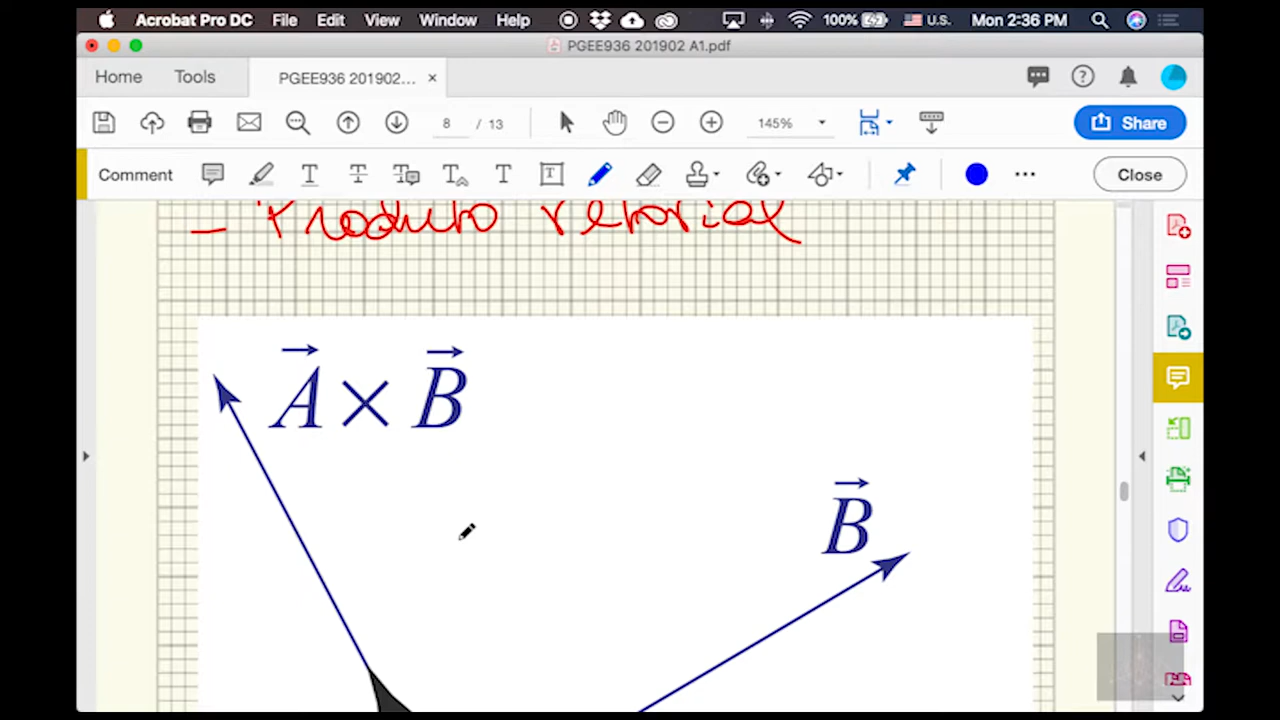 Acrobat Pro DC File Edit View Window Help 100% U.S. Mon 2:36 PM
PGEE936 201902 A1.pdf
Home Tools PGEE936 201902... ×
8 / 13 145% Share
Comment T T T T T Close
- Produto vetorial
A × B
B